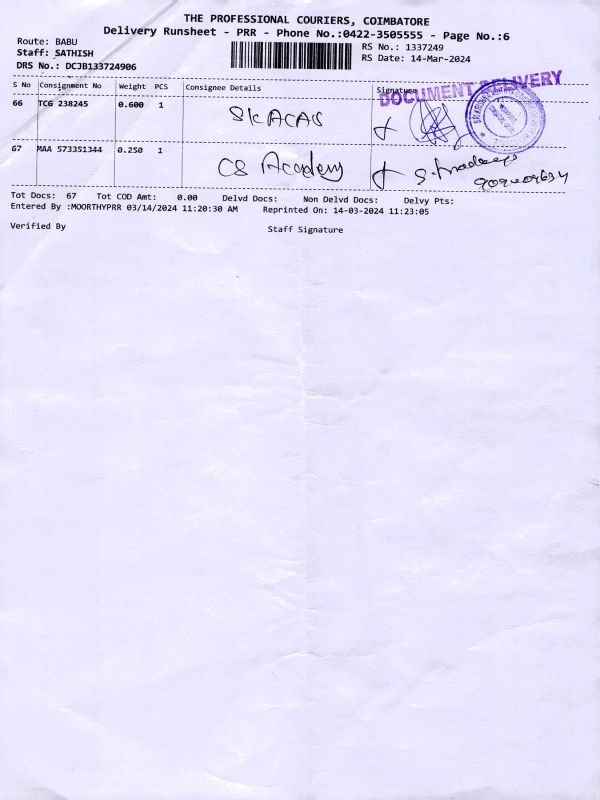 THE PROFESSIONAL COURIERS, COIMBATORE
Delivery Runsheet - PRR - Phone No.:0422-3505555 - Page No.:6
Route: BABU
RS No.: 1337249
Staff: SATHISH
RS Date: 14-Mar-2024
DRS No.: DCJB133724906
S No Consignment No Weight PCS Consignee Details Signature
DOCUMENT DELIVERY
66 TCG 238245 0.600 1 SKACAS
67 MAA 573351344 0.250 1 CS Academy
Tot Docs: 67 Tot COD Amt: 0.00 Delvd Docs: Non Delvd Docs: Delvy Pts:
Entered By :MOORTHYPRR 03/14/2024 11:20:30 AM Reprinted On: 14-03-2024 11:23:05
Verified By Staff Signature